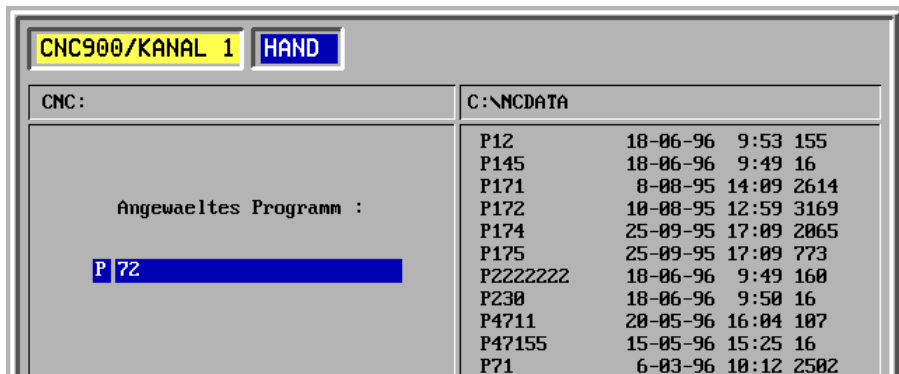 CNC900/KANAL 1 HAND
CNC:
Angewaeltes Programm :
P 72
C:\NCDATA
P12 18-06-96 9:53 155
P145 18-06-96 9:49 16
P171 8-08-95 14:09 2614
P172 10-08-95 12:59 3169
P174 25-09-95 17:09 2065
P175 25-09-95 17:09 773
P2222222 18-06-96 9:49 160
P230 18-06-96 9:50 16
P4711 20-05-96 16:04 107
P47155 15-05-96 15:25 16
P71 6-03-96 10:12 2502